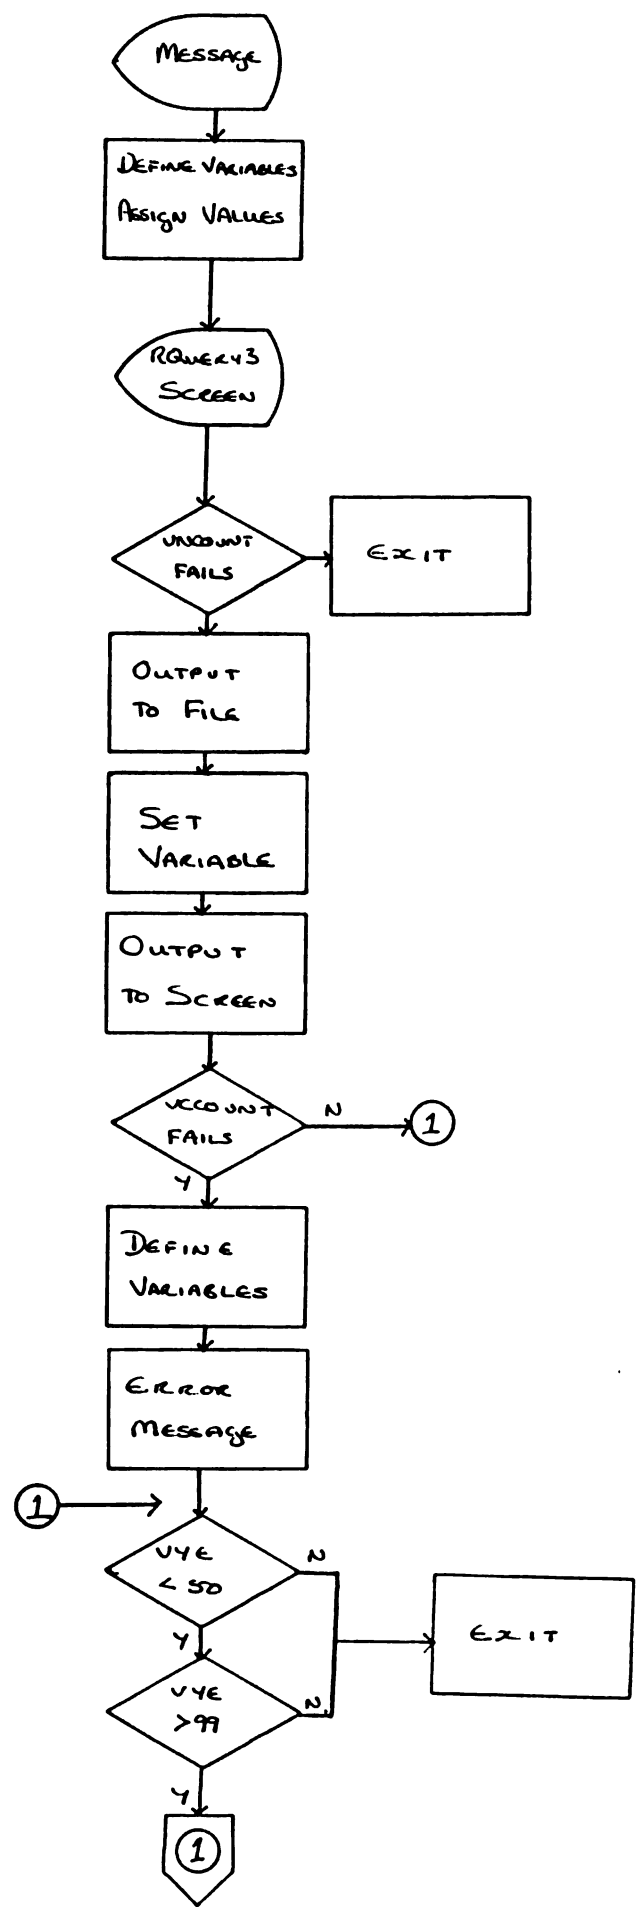 MESSAGE
DEFINE VARIABLES
ASSIGN VALUES
RQUERY3
SCREEN
VNCOUNT
FAILS
EXIT
OUTPUT
TO FILE
SET
VARIABLE
OUTPUT
TO SCREEN
VCCOUNT
FAILS
N
1
Y
DEFINE
VARIABLES
ERROR
MESSAGE
1
VYE
< 50
N
EXIT
Y
VYE
>99
N
Y
1